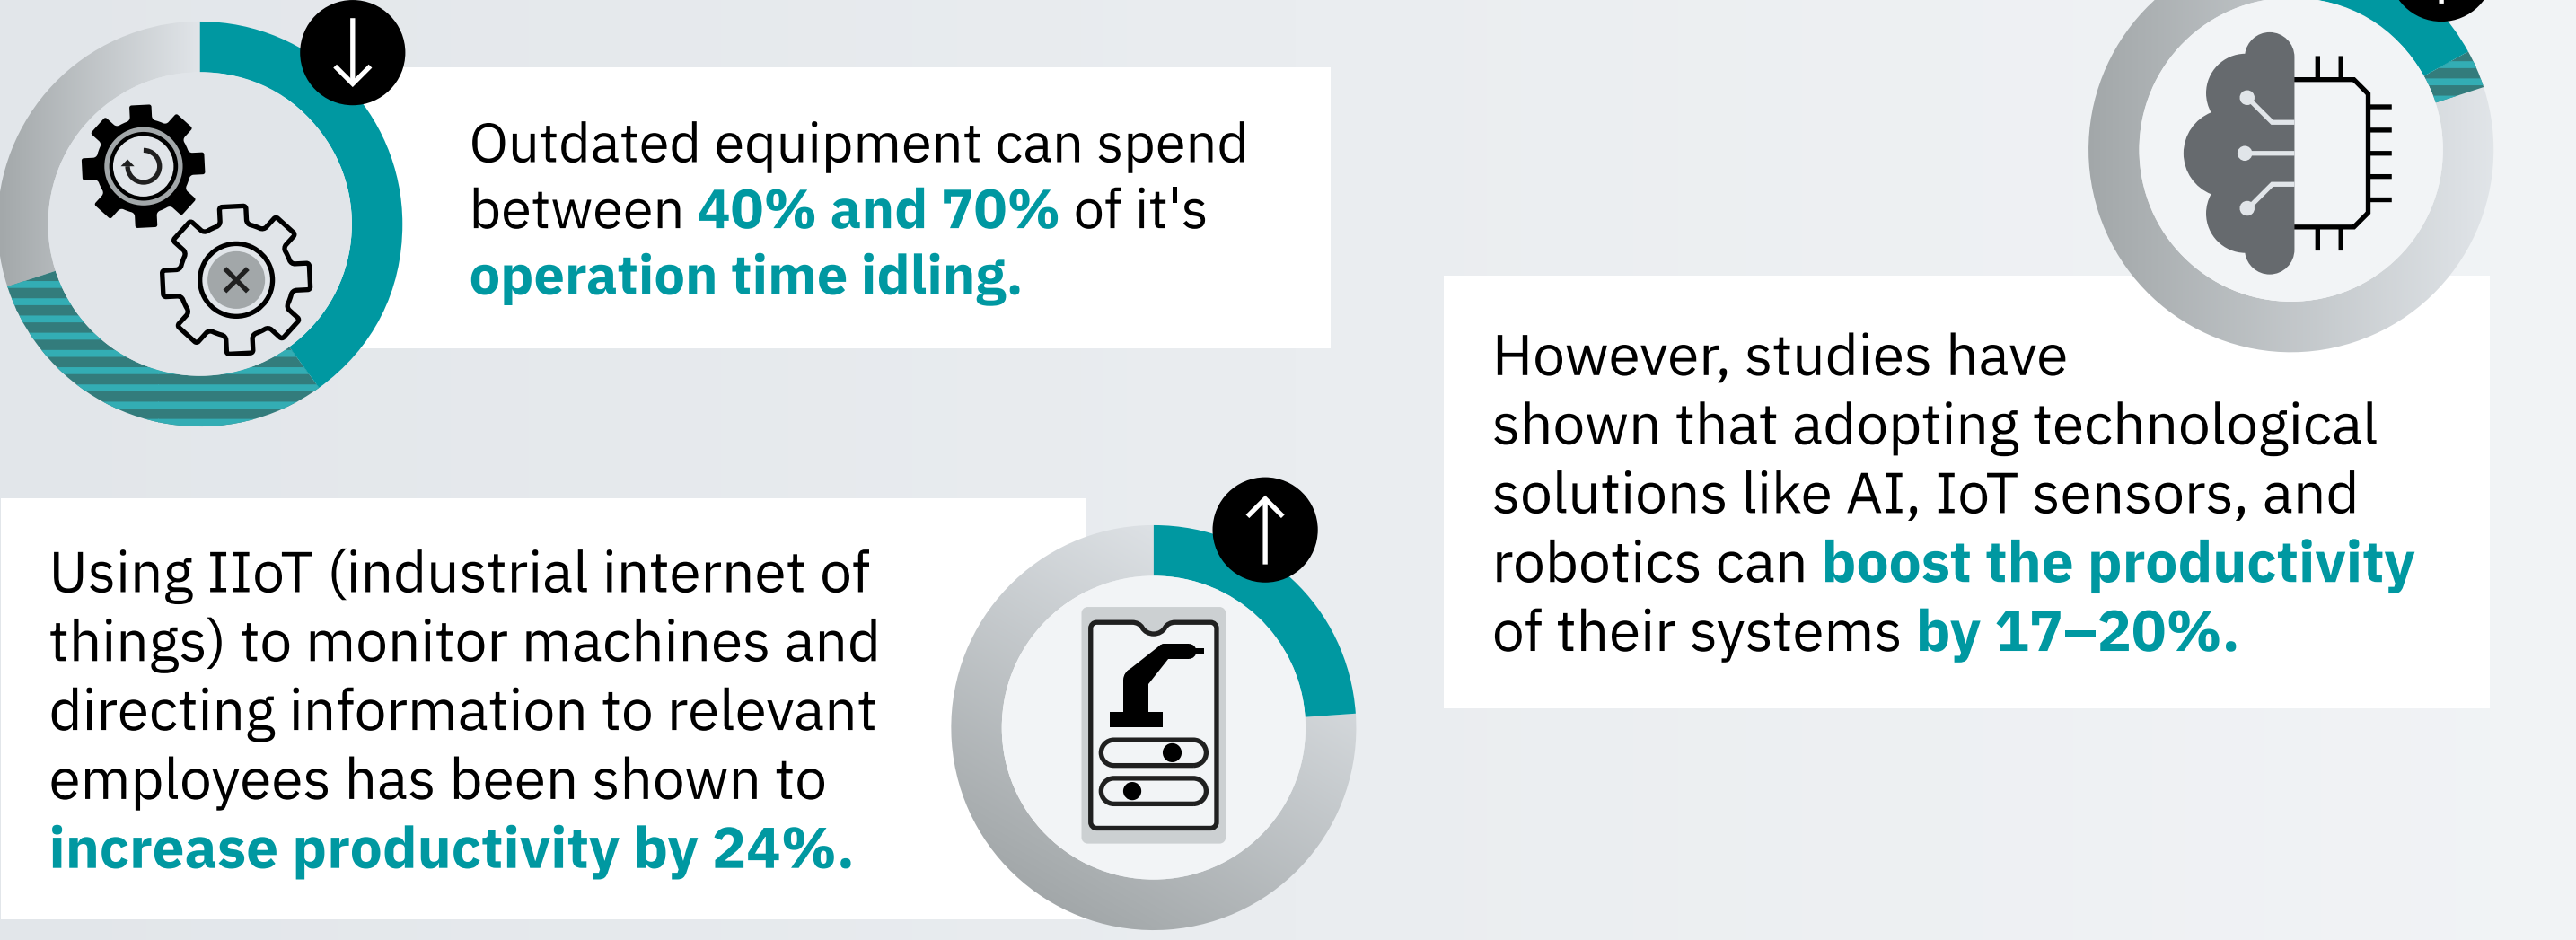 Outdated equipment can spend
between 40% and 70% of it's
operation time idling.
However, studies have
shown that adopting technological
solutions like AI, IoT sensors, and
robotics can boost the productivity
of their systems by 17–20%.
Using IIoT (industrial internet of
things) to monitor machines and
directing information to relevant
employees has been shown to
increase productivity by 24%.